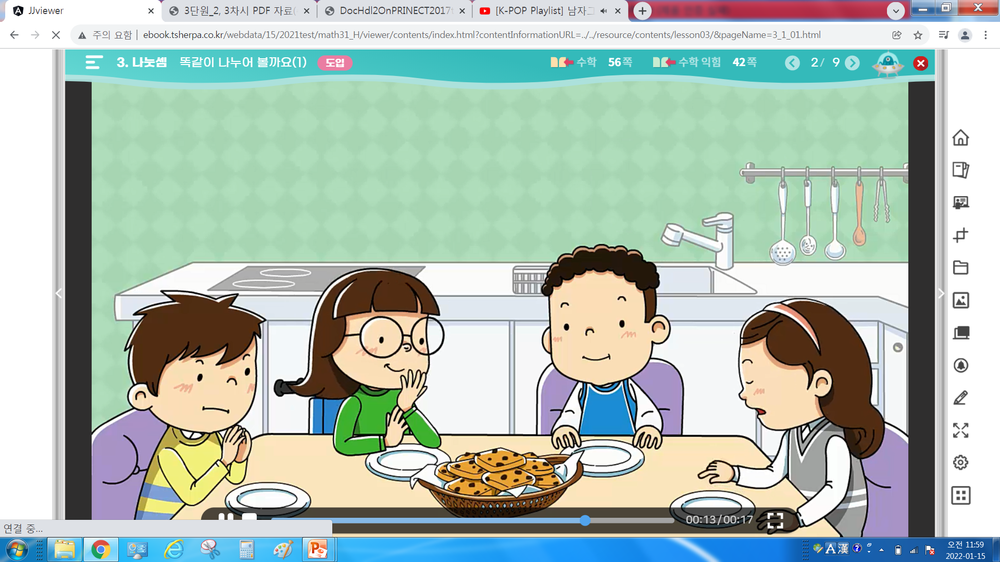 JJviewer
3단원_2, 3차시 PDF 자료(
DocHdl2OnPRINECT2017t
[K-POP Playlist] 남자그
주의 요함
ebook.tsherpa.co.kr/webdata/15/2021test/math31_H/viewer/contents/index.html?contentInformationURL=../../resource/contents/lesson03/&pageName=3_1_01.html
3. 나눗셈 똑같이 나누어 볼까요(1) 도입
수학 56쪽
수학 익힘 42쪽
2/ 9
00:13/00:17
연결 중...
A 漢
오전 11:59
2022-01-15